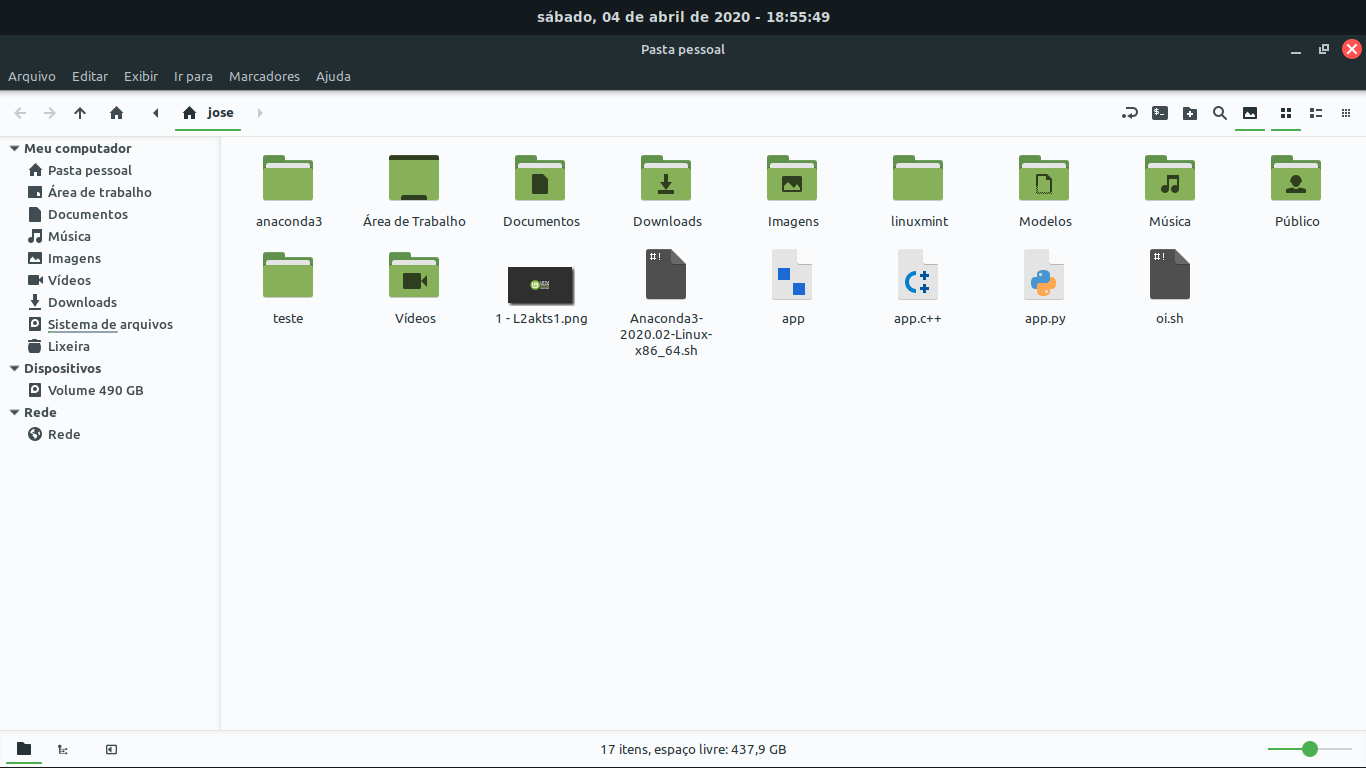 sábado, 04 de abril de 2020 - 18:55:49
Pasta pessoal
Arquivo Editar Exibir Ir para Marcadores Ajuda
jose
Meu computador
Pasta pessoal
Área de trabalho
Documentos
Música
Imagens
Vídeos
Downloads
Sistema de arquivos
Lixeira
Dispositivos
Volume 490 GB
Rede
Rede
anaconda3 Área de Trabalho Documentos Downloads Imagens linuxmint Modelos Música Público
#! #!
teste Vídeos 1 - L2akts1.png Anaconda3- app app.c++ app.py oi.sh
2020.02-Linux-
x86_64.sh
17 itens, espaço livre: 437,9 GB